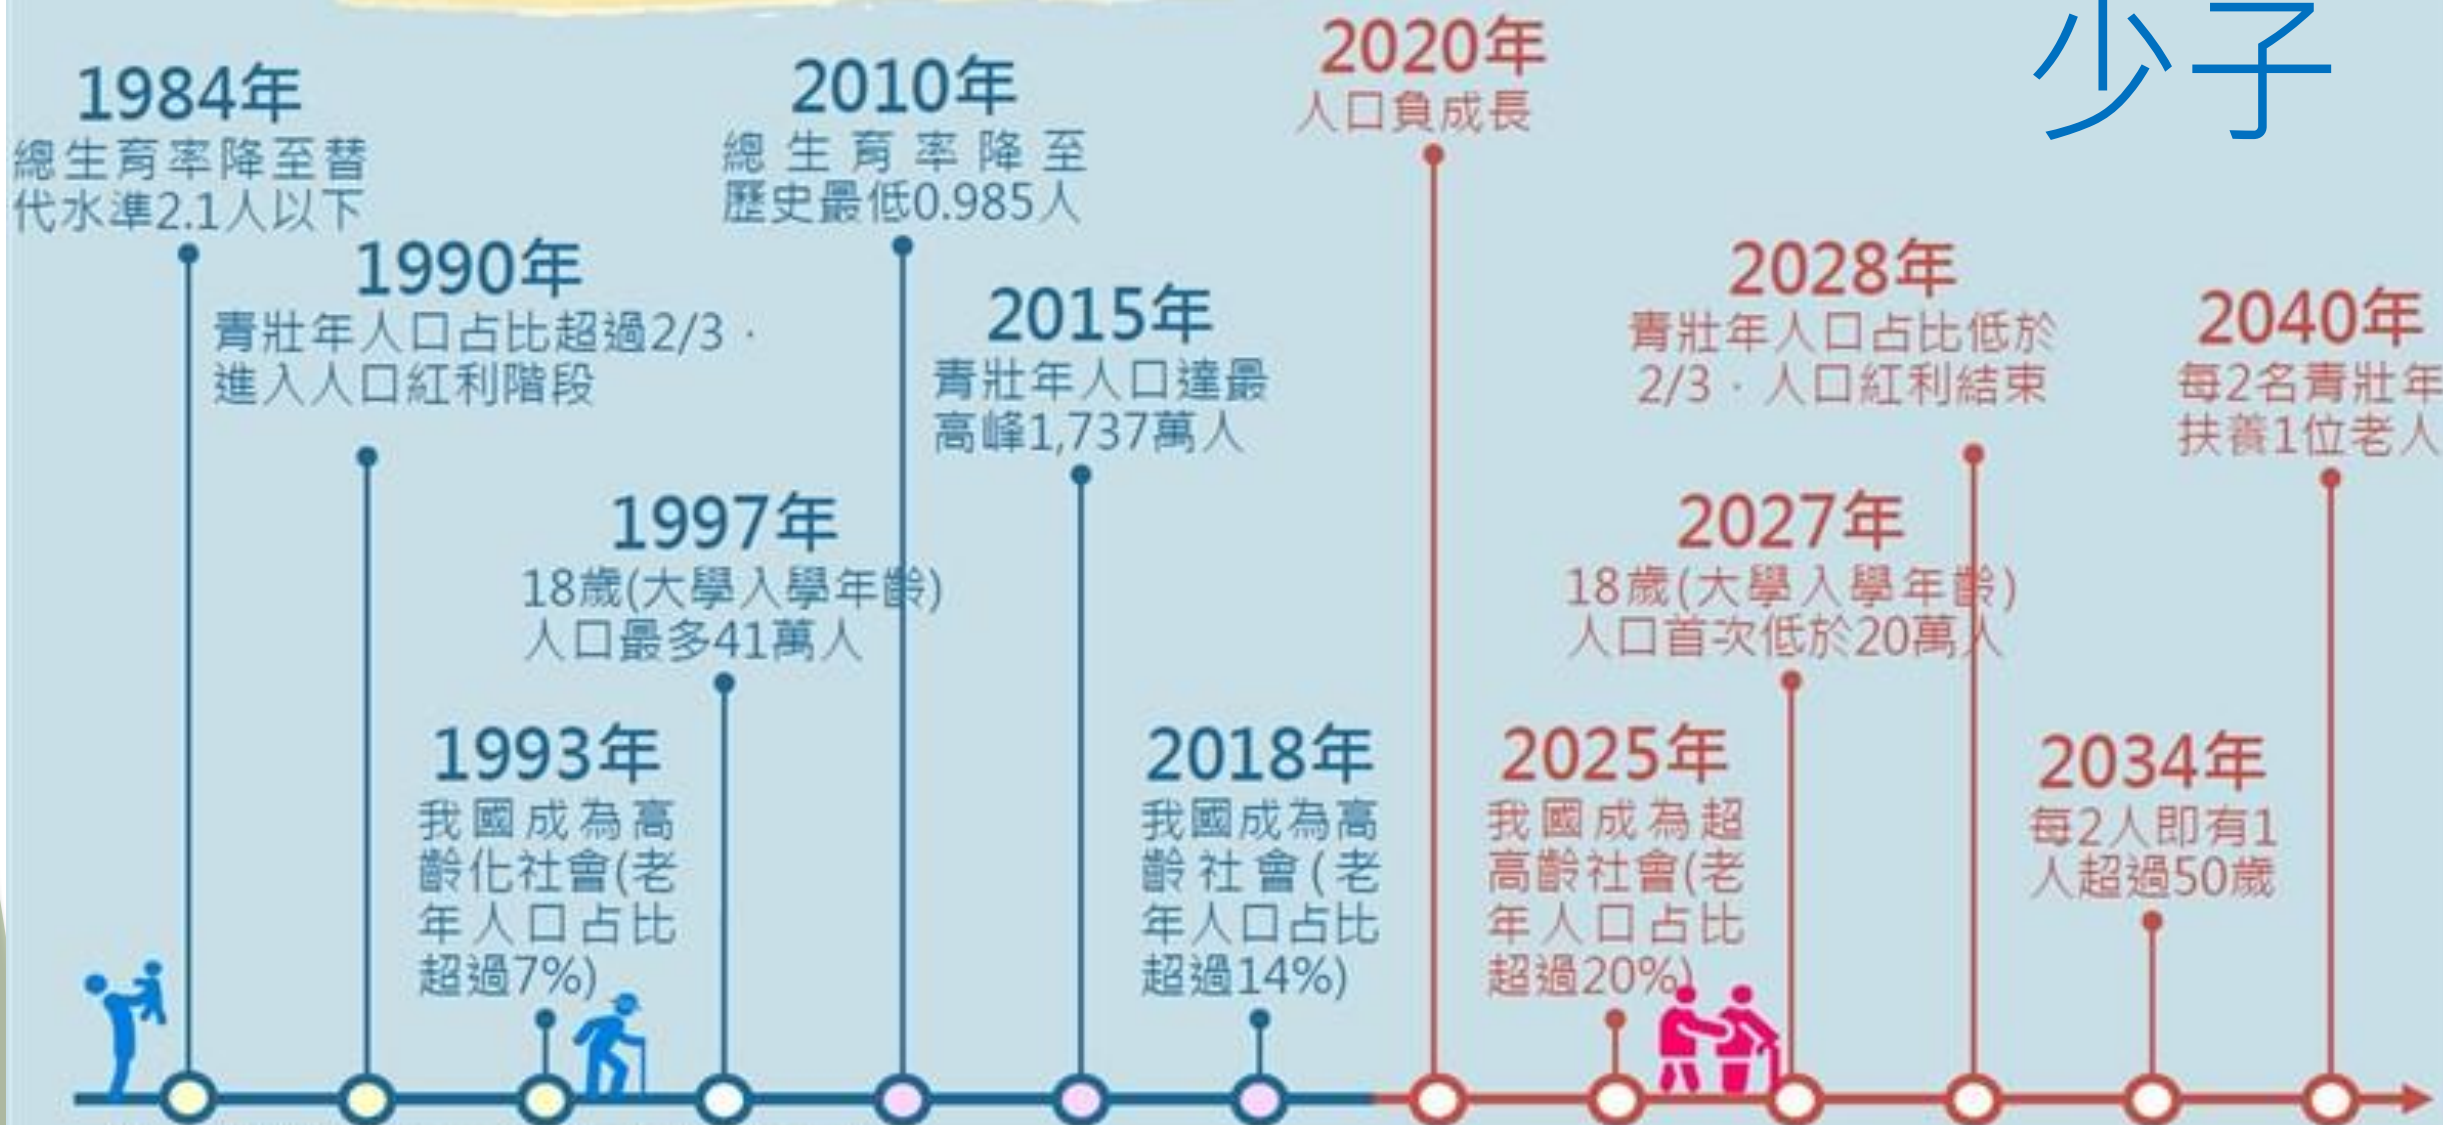 少子
1984年
總生育率降至替
代水準2.1人以下
1990年
青壯年人口占比超過2/3．
進入人口紅利階段
1993年
我國成為高
齡化社會(老
年人口占比
超過7%)
1997年
18歲(大學入學年齡)
人口最多41萬人
2010年
總生育率降至
歷史最低0.985人
2015年
青壯年人口達最
高峰1,737萬人
2018年
我國成為高
齡社會(老
年人口占比
超過14%)
2020年
人口負成長
2025年
我國成為超
高齡社會(老
年人口占比
超過20%)
2027年
18歲(大學入學年齡)
人口首次低於20萬人
2028年
青壯年人口占比低於
2/3．人口紅利結束
2034年
每2人即有1
人超過50歲
2040年
每2名青壯年
扶養1位老人